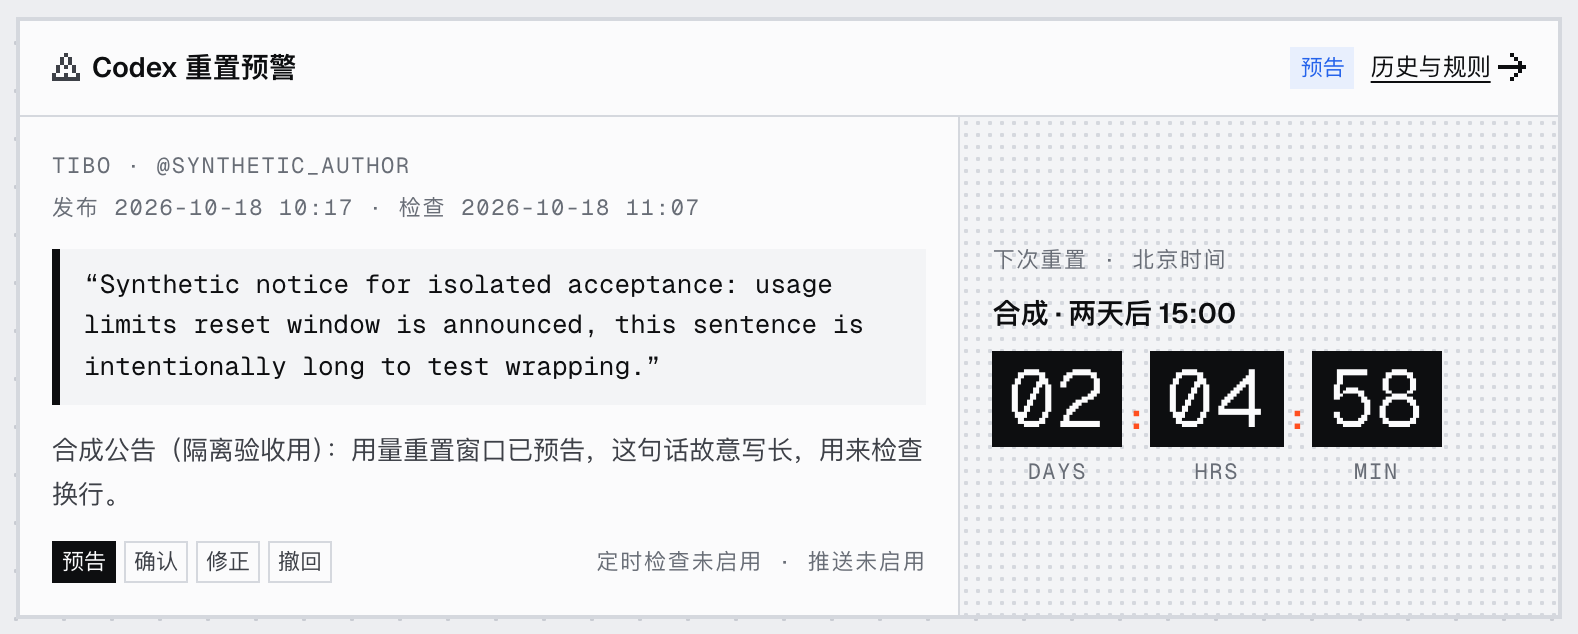 Codex 重置预警
预告
历史与规则
TIBO · @SYNTHETIC_AUTHOR
发布 2026-10-18 10:17 · 检查 2026-10-18 11:07
“Synthetic notice for isolated acceptance: usage
limits reset window is announced, this sentence is
intentionally long to test wrapping.”
合成公告（隔离验收用）：用量重置窗口已预告，这句话故意写长，用来检查
换行。
预告 确认 修正 撤回
定时检查未启用 · 推送未启用
下次重置 · 北京时间
合成 · 两天后 15:00
02 : 04 : 58
DAYS HRS MIN